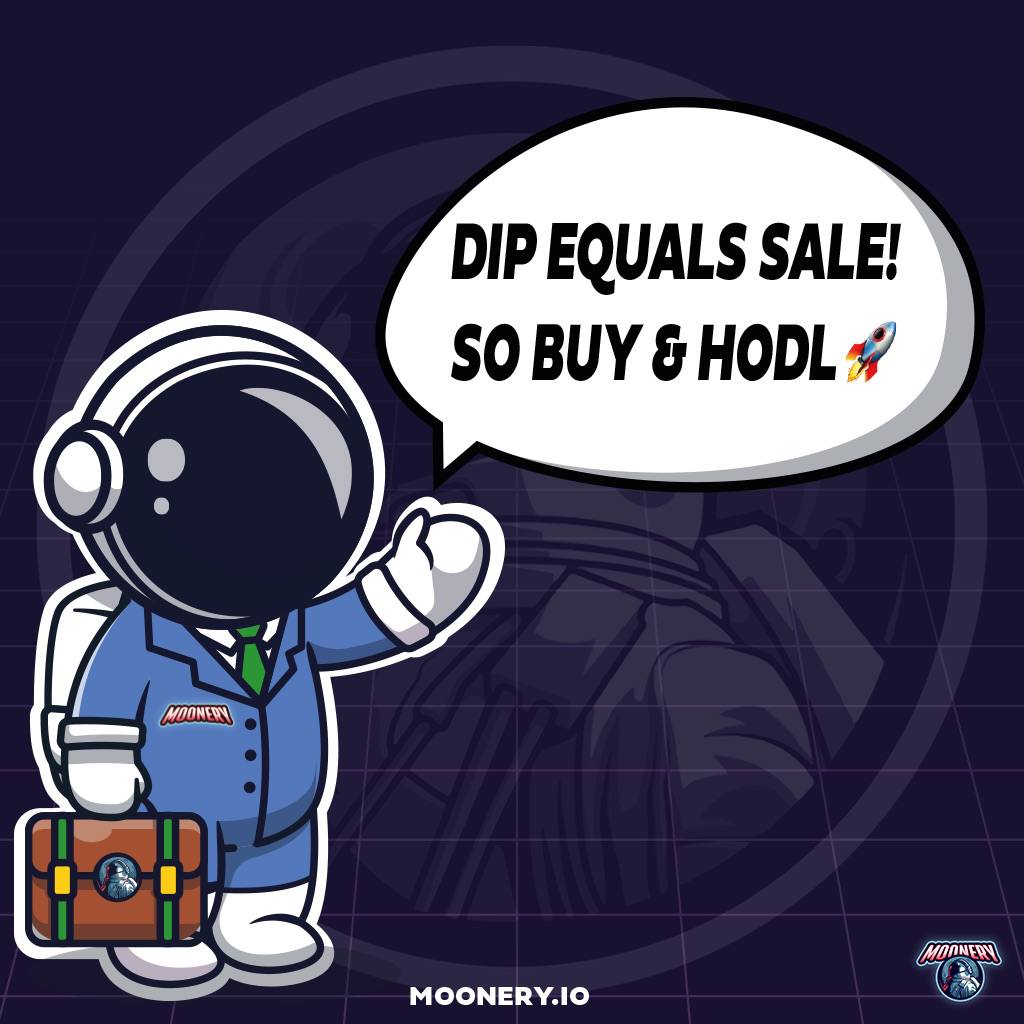 DIP EQUALS SALE!
SO BUY & HODL🚀
MOONERY
MOONERY
MOONERY.IO